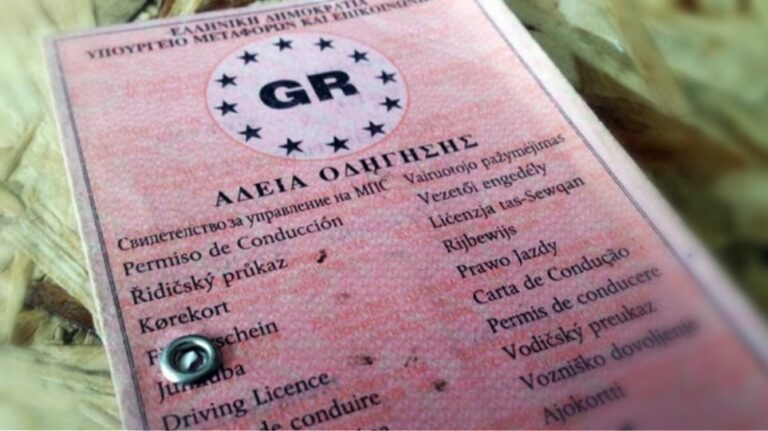 ΕΛΛΗΝΙΚΗ ΔΗΜΟΚΡΑΤΙΑ
ΥΠΟΥΡΓΕΙΟ ΜΕΤΑΦΟΡΩΝ ΚΑΙ
GR
ΑΔΕΙΑ ΟΔΗΓΗΣΗΣ
Свидетелство за управление на МПС
Permiso de Conducción
Řidičský průkaz
Kørekort
Driving Licence
de conduire
Vairuotojo pažymėjimas
Vezetői engedély
Liċenzja tas-Sewqan
Rijbewijs
Prawo Jazdy
Carta de Condução
Permis de conducere
Vodičský preukaz
Vozniško dovoljenje
Ajokortti